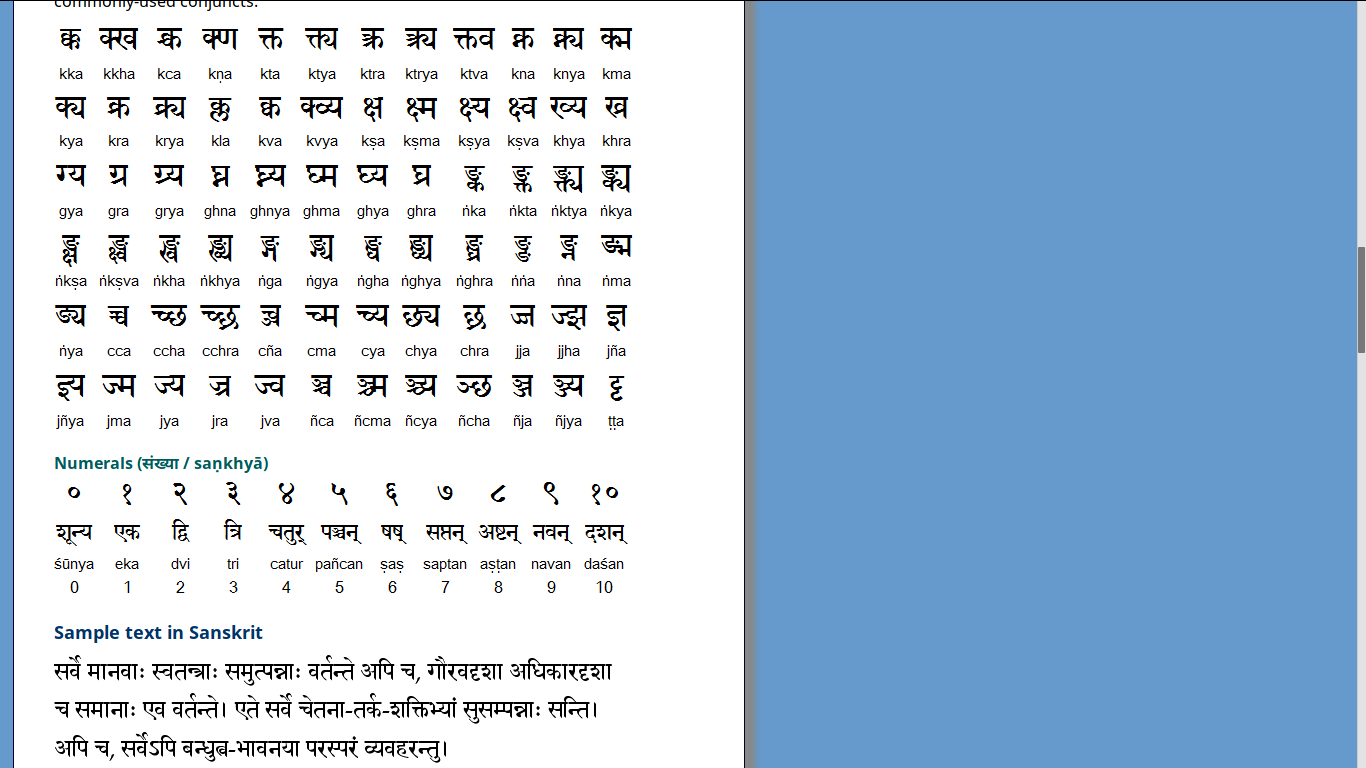 commonly-used conjuncts.
क्क क्ख क्च क्ण क्त क्त्य क्त्र क्त्र्य क्त्व क्न क्न्य क्म
kka kkha kca kṇa kta ktya ktra ktrya ktva kna knya kma
क्य क्र क्र्य क्ल क्व क्व्य क्ष क्ष्म क्ष्य क्ष्व ख्य ख्र
kya kra krya kla kva kvya kṣa kṣma kṣya kṣva khya khra
ग्य ग्र ग्र्य घ्न घ्न्य घ्म घ्य घ्र ङ्क ङ्क्त ङ्क्त्य ङ्क्य
gya gra grya ghna ghnya ghma ghya ghra ṅka ṅkta ṅktya ṅkya
ङ्क्ष ङ्क्ष्व ङ्ख ङ्ख्य ङ्ग ङ्ग्य ङ्घ ङ्घ्य ङ्घ्र ङ्ङ ङ्न ङ्म
ṅkṣa ṅkṣva ṅkha ṅkhya ṅga ṅgya ṅgha ṅghya ṅghra ṅṅa ṅna ṅma
ङ्य च्च च्छ च्छ्र च्ञ च्म च्य छ्य छ्र ज्ज ज्झ ज्ञ
ṅya cca ccha cchra cña cma cya chya chra jja jjha jña
ज्ञ्य ज्म ज्य ज्र ज्व ञ्च ञ्च्म ञ्च्य ञ्छ ञ्ज ञ्ज्य ट्ट
jñya jma jya jra jva ñca ñcma ñcya ñcha ñja ñjya ṭṭa
Numerals (संख्या / saṇkhyā)
० १ २ ३ ४ ५ ६ ७ ८ ९ १०
शून्य एक द्वि त्रि चतुर् पञ्चन् षष् सप्तन् अष्टन् नवन् दशन्
śūnya eka dvi tri catur pañcan ṣaṣ saptan aṣṭan navan daśan
0 1 2 3 4 5 6 7 8 9 10
Sample text in Sanskrit
सर्वे मानवाः स्वतन्त्राः समुत्पन्नाः वर्तन्ते अपि च, गौरवदृशा अधिकारदृशा
च समानाः एव वर्तन्ते। एते सर्वे चेतना-तर्क-शक्तिभ्यां सुसम्पन्नाः सन्ति।
अपि च, सर्वेऽपि बन्धुत्व-भावनया परस्परं व्यवहरन्तु।